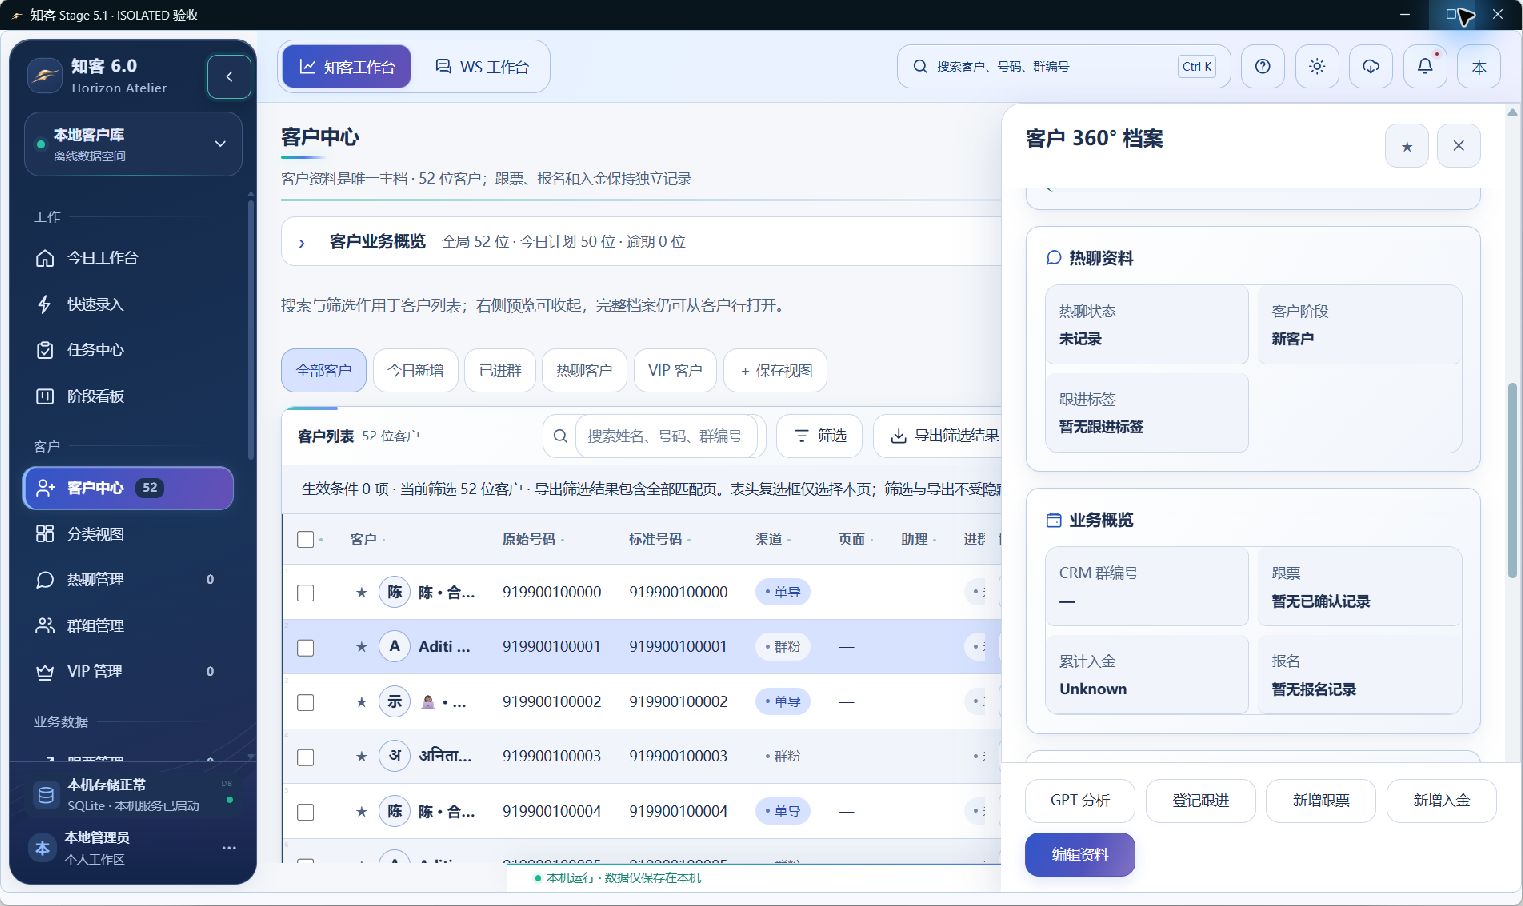 知客 Stage 5.1 · ISOLATED 验收
知客 6.0
Horizon Atelier
本地客户库
离线数据空间
工作
今日工作台
快速录入
任务中心
阶段看板
客户
客户中心 52
分类视图
热聊管理 0
群组管理
VIP 管理 0
业务数据
本机存储正常
DB
SQLite · 本机服务已启动
本
本地管理员
个人工作区
知客工作台
WS 工作台
搜索客户、号码、群编号
Ctrl K
本
客户中心
客户资料是唯一主档 · 52 位客户；跟票、报名和入金保持独立记录
客户业务概览 全局 52 位 · 今日计划 50 位 · 逾期 0 位
搜索与筛选作用于客户列表；右侧预览可收起，完整档案仍可从客户行打开。
全部客户
今日新增
已进群
热聊客户
VIP 客户
+ 保存视图
客户列表 52 位客户
搜索姓名、号码、群编号
筛选
导出筛选结果
生效条件 0 项 · 当前筛选 52 位客户 · 导出筛选结果包含全部匹配页。表头复选框仅选择本页；筛选与导出不受隐
客户 原始号码 标准号码 渠道 页面 助理 进群
★ 陈 陈 • 合... 919900100000 919900100000 • 单导
★ A Aditi ... 919900100001 919900100001 • 群粉 —
★ 示 • ... 919900100002 919900100002 • 单导 —
★ अ अनिता... 919900100003 919900100003 • 群粉
★ 陈 陈 • 合... 919900100004 919900100004 • 单导 —
本机运行 · 数据仅保存在本机
客户 360° 档案
热聊资料
热聊状态
未记录
客户阶段
新客户
跟进标签
暂无跟进标签
业务概览
CRM 群编号
—
跟票
暂无已确认记录
累计入金
Unknown
报名
暂无报名记录
GPT 分析
登记跟进
新增跟票
新增入金
编辑资料